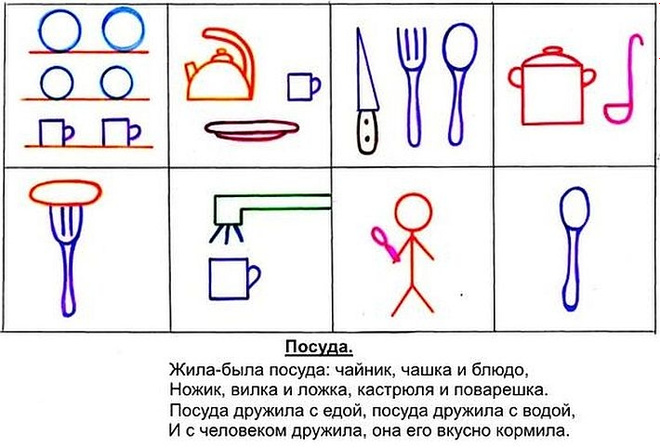 Посуда.
Жила-была посуда: чайник, чашка и блюдо,
Ножик, вилка и ложка, кастрюля и поварешка.
Посуда дружила с едой, посуда дружила с водой,
И с человеком дружила, она его вкусно кормила.